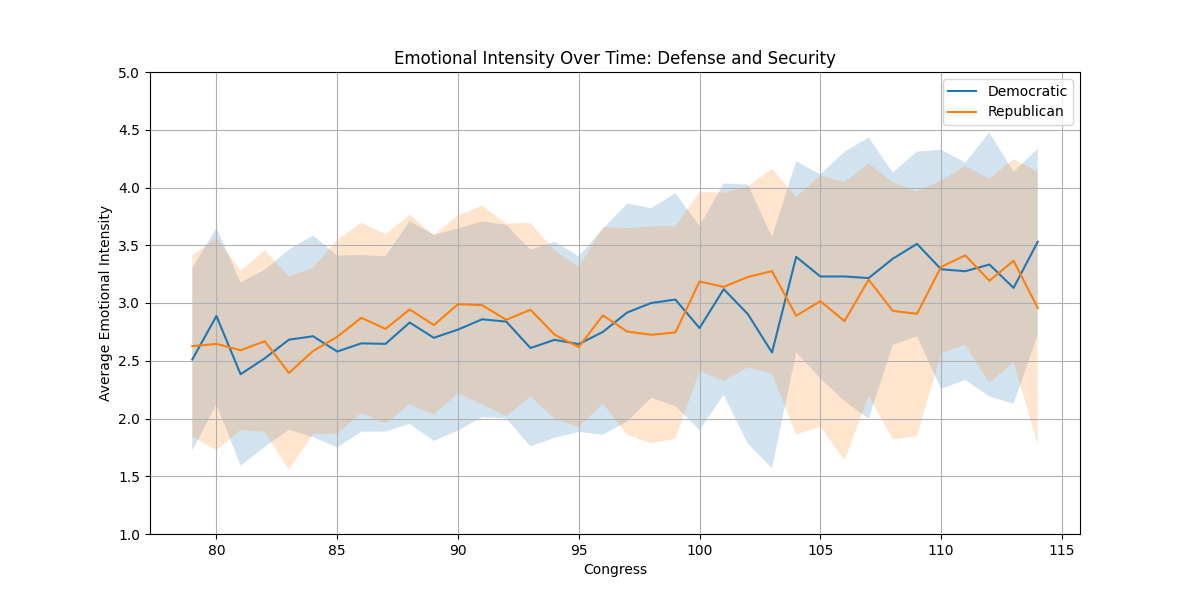 Emotional Intensity Over Time: Defense and Security
Democratic
Republican
Average Emotional Intensity
5.0
4.5
4.0
3.5
3.0
2.5
2.0
1.5
1.0
80 85 90 95 100 105 110 115
Congress